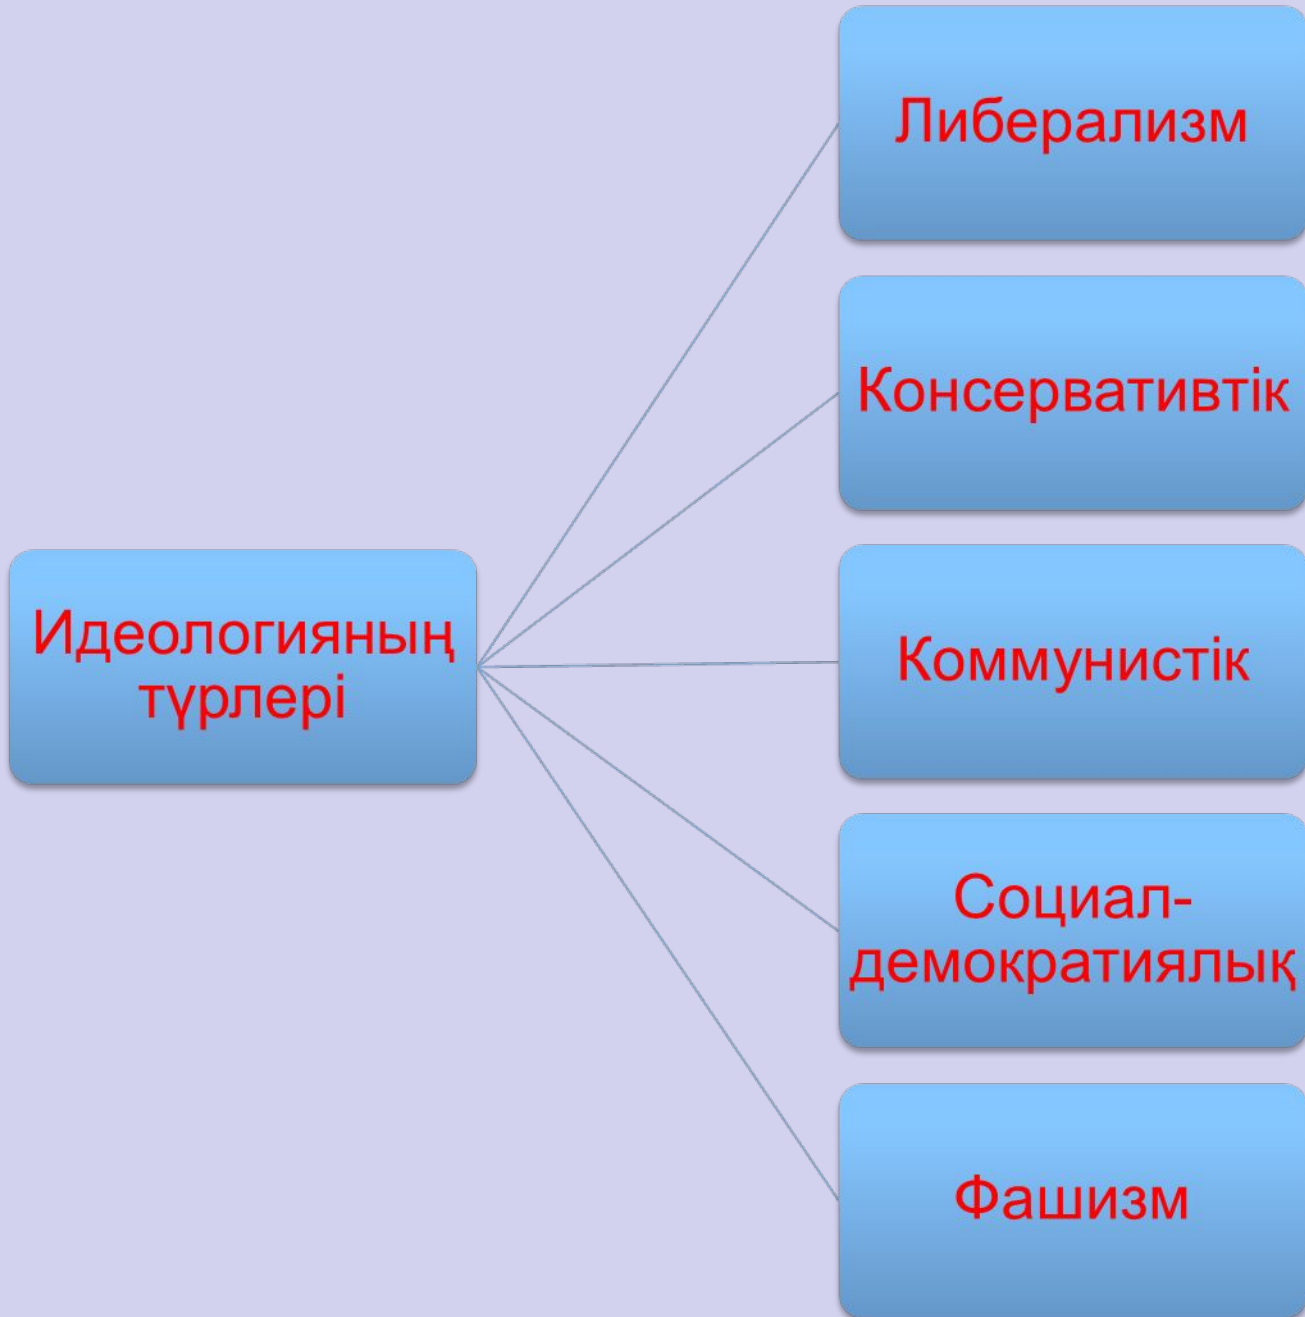 Либерализм
Консервативтік
Идеологияның
түрлері
Коммунистік
Социал-
демократиялық
Фашизм